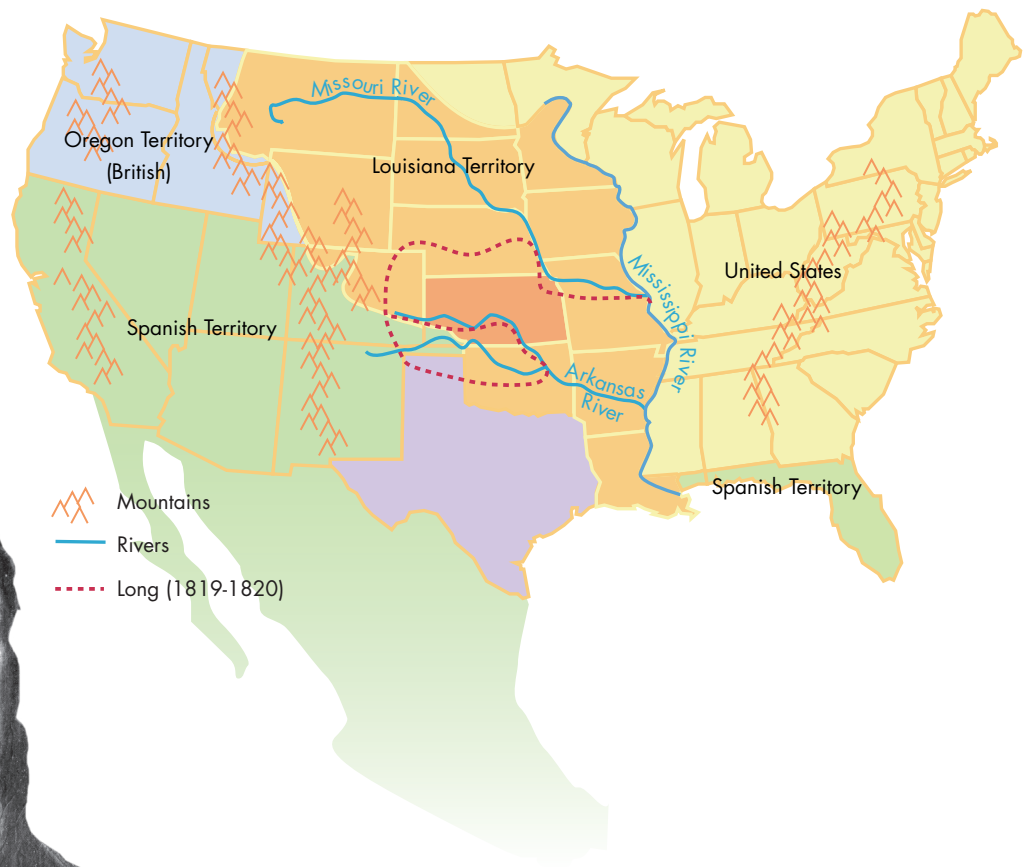 Missouri River
Oregon Territory
(British)
Louisiana Territory
United States
Mississippi River
Spanish Territory
Arkansas
River
Spanish Territory
Mountains
Rivers
Long (1819-1820)